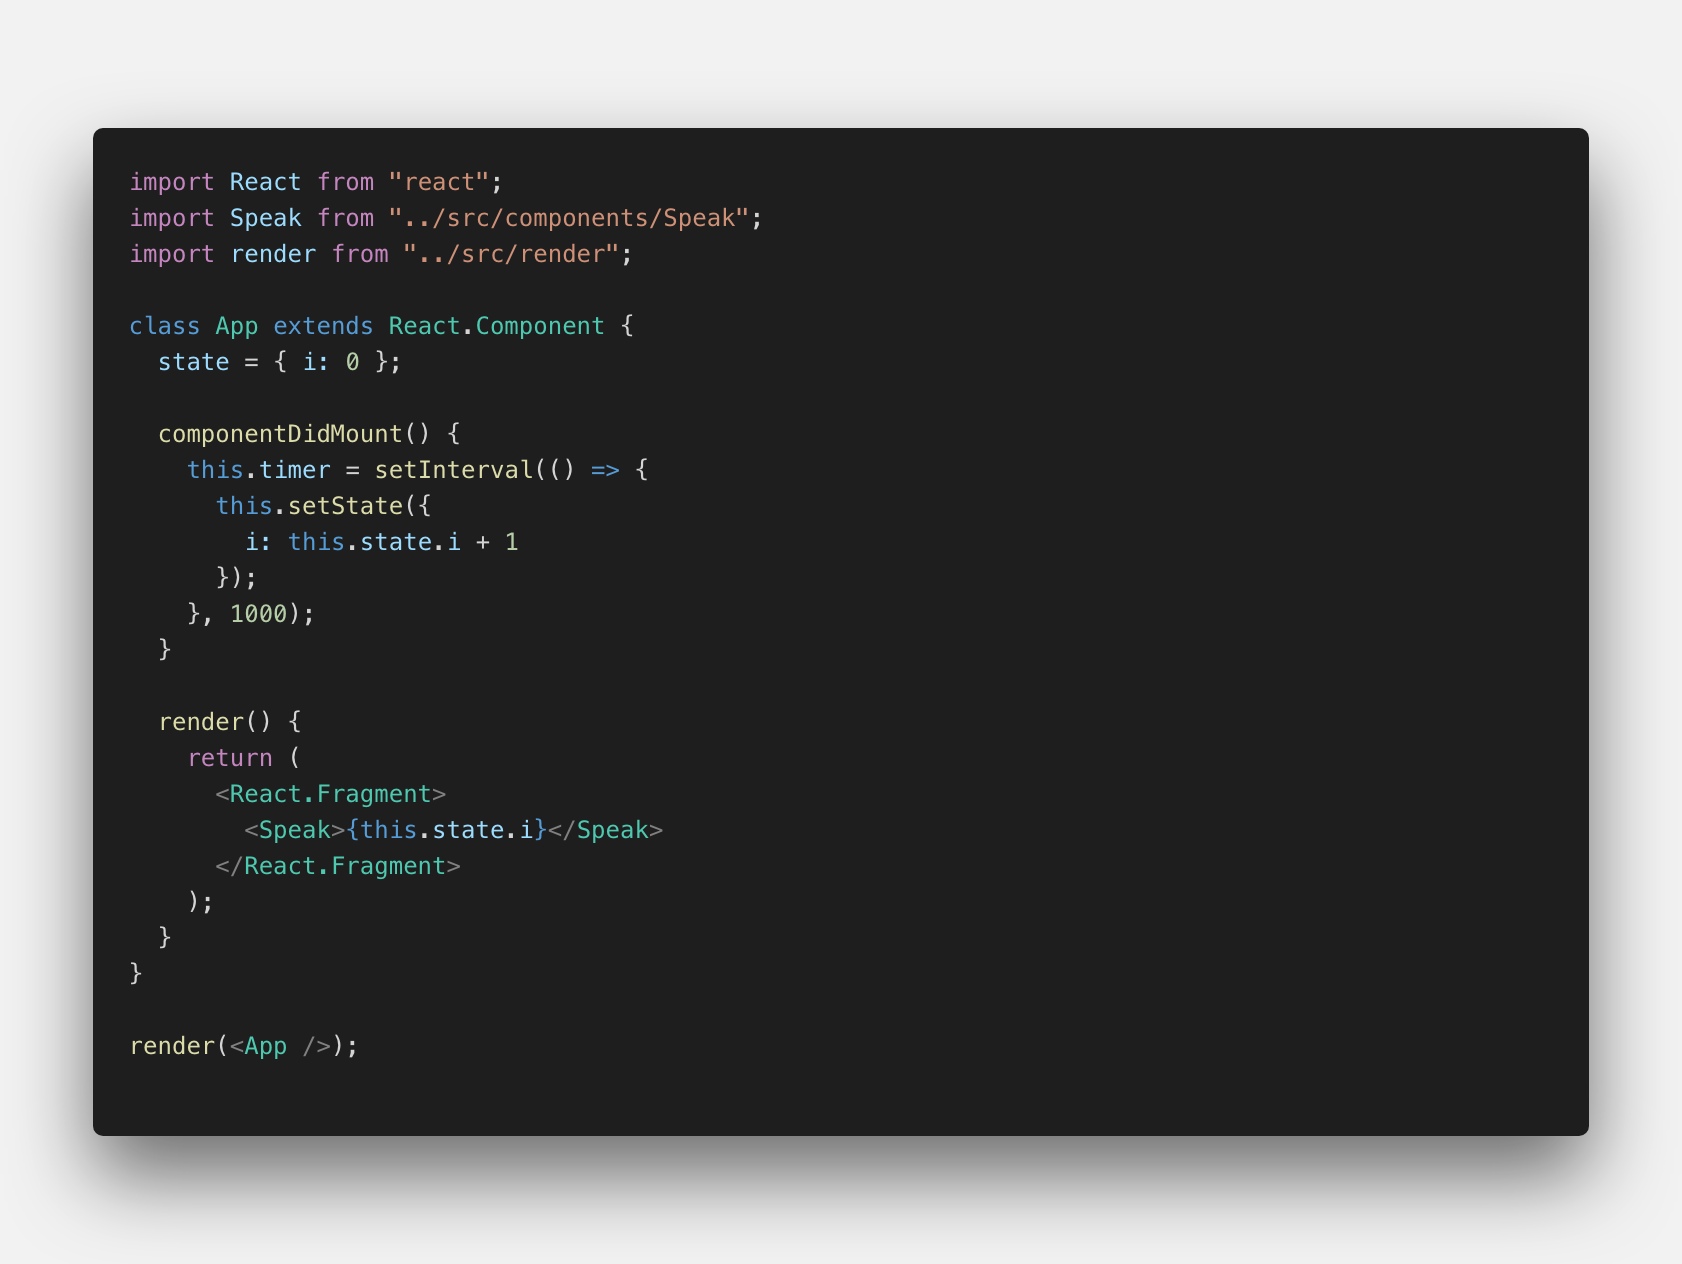 import React from "react";
import Speak from "../src/components/Speak";
import render from "../src/render";

class App extends React.Component {
  state = { i: 0 };

  componentDidMount() {
    this.timer = setInterval(() => {
      this.setState({
        i: this.state.i + 1
      });
    }, 1000);
  }

  render() {
    return (
      <React.Fragment>
        <Speak>{this.state.i}</Speak>
      </React.Fragment>
    );
  }
}

render(<App />);